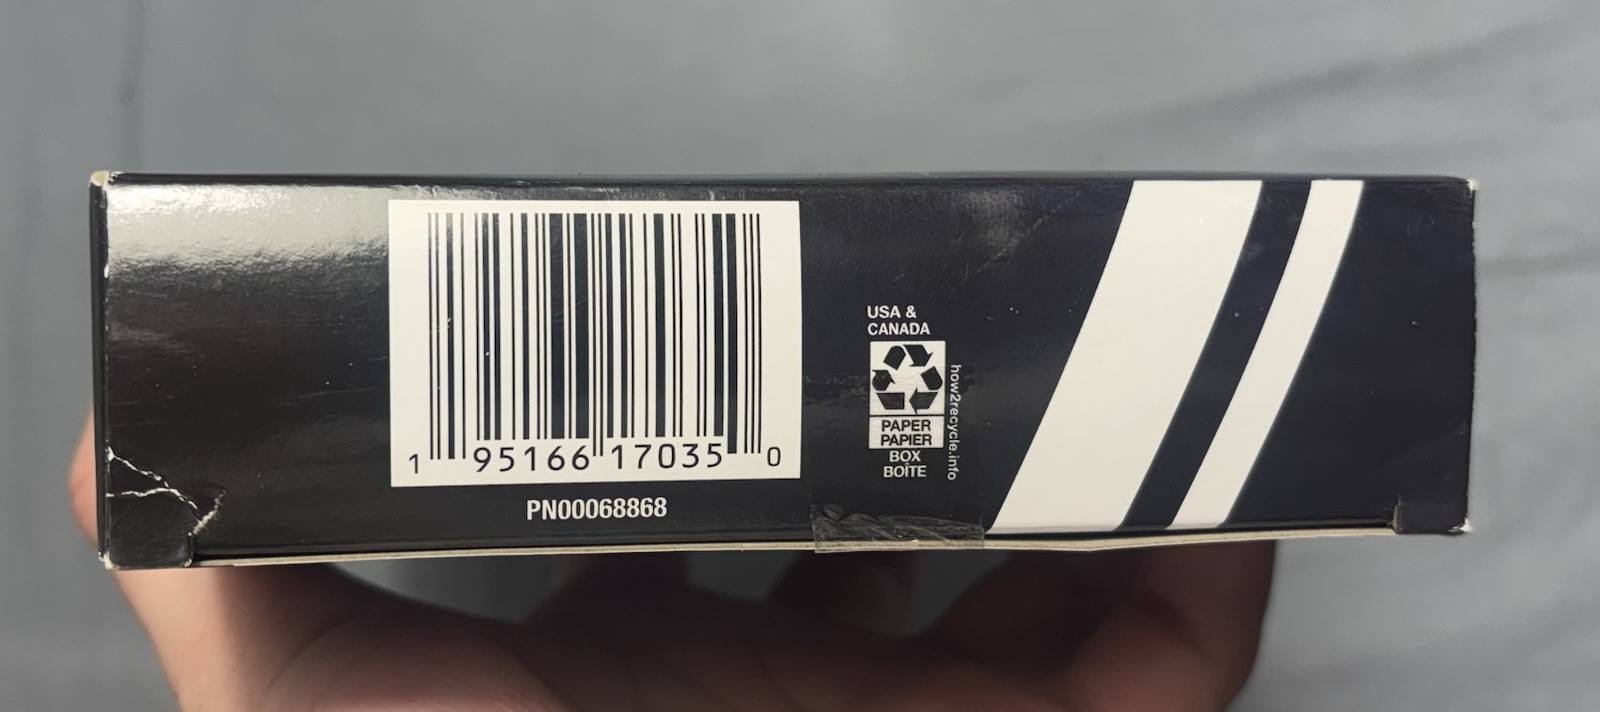 1 95166 17035 0
PN00068868
USA &
CANADA
PAPER
PAPIER
BOX
BOÎTE
how2recycle.info